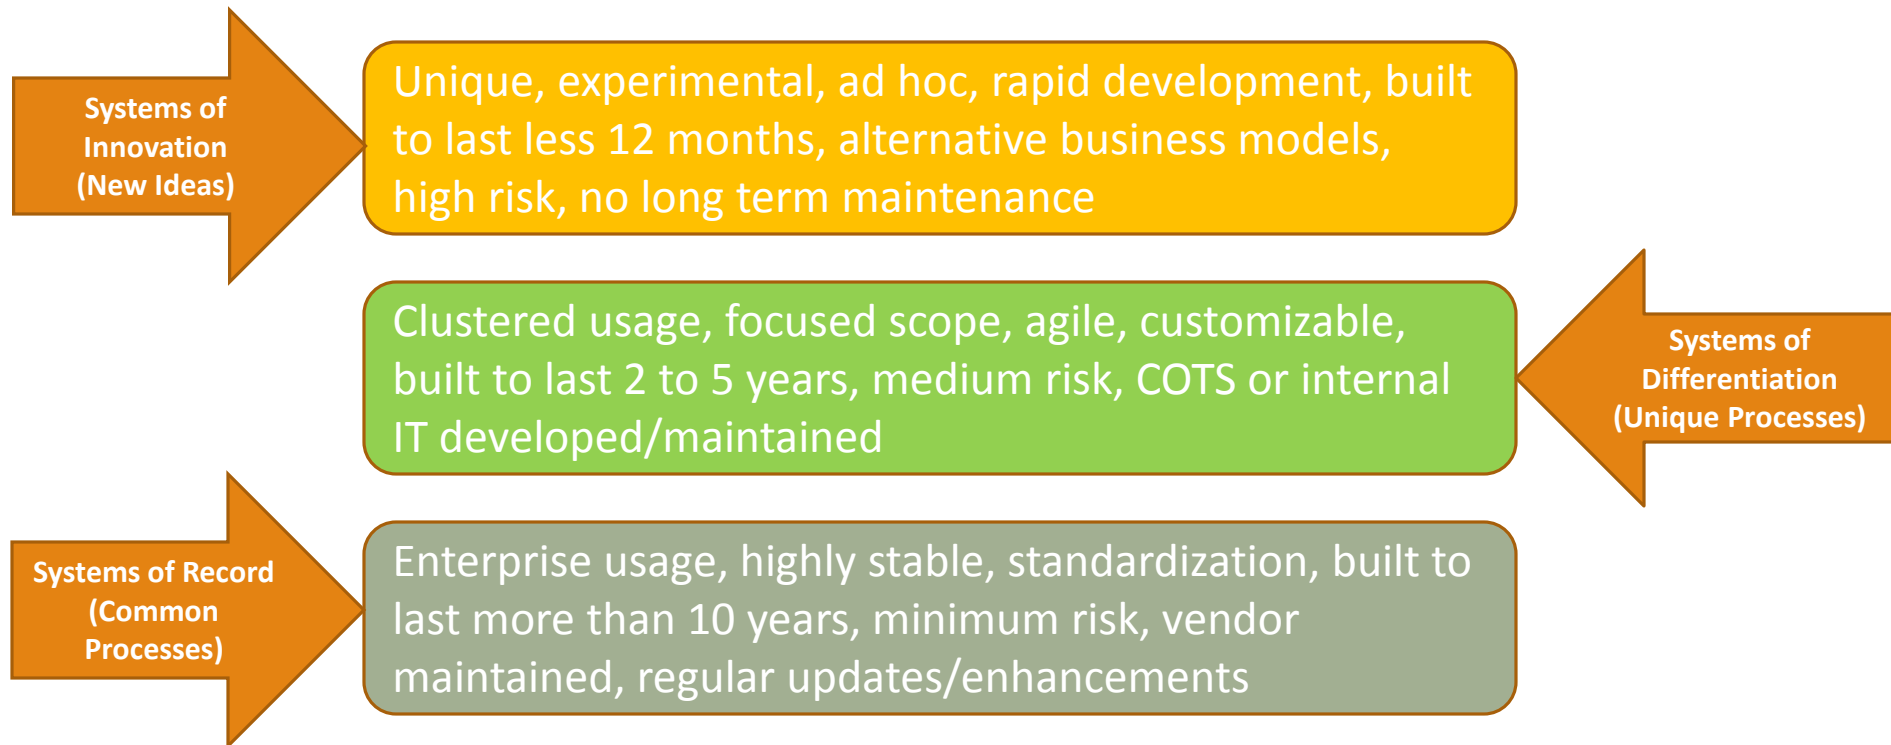 Systems of
Innovation
(New Ideas)
Unique, experimental, ad hoc, rapid development, built
to last less 12 months, alternative business models,
high risk, no long term maintenance
Clustered usage, focused scope, agile, customizable,
built to last 2 to 5 years, medium risk, COTS or internal
IT developed/maintained
Systems of
Differentiation
(Unique Processes)
Systems of Record
(Common
Processes)
Enterprise usage, highly stable, standardization, built to
last more than 10 years, minimum risk, vendor
maintained, regular updates/enhancements